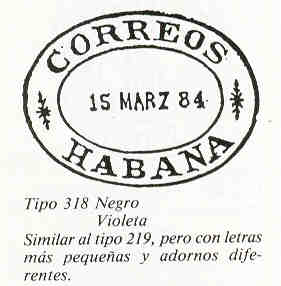 CORREOS
15 MARZ 84
HABANA
Tipo 318 Negro
Violeta
Similar al tipo 219, pero con letras
más pequeñas y adornos dife-
rentes.